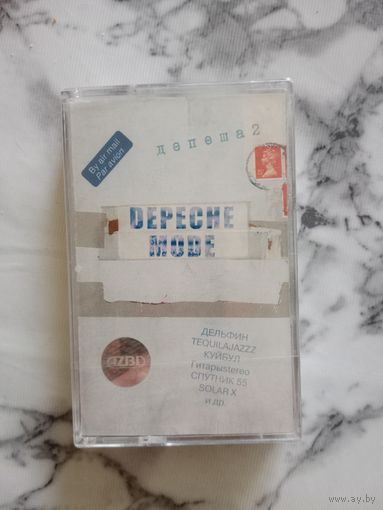 By air mail
Par avion
депеша 2
DEPECHE
MODE
ДЕЛЬФИН
TEQUILAJAZZZ
КУЙБУЛ
Гитарыstereo
СПУТНИК 55
SOLAR X
и др.
www.ay.by